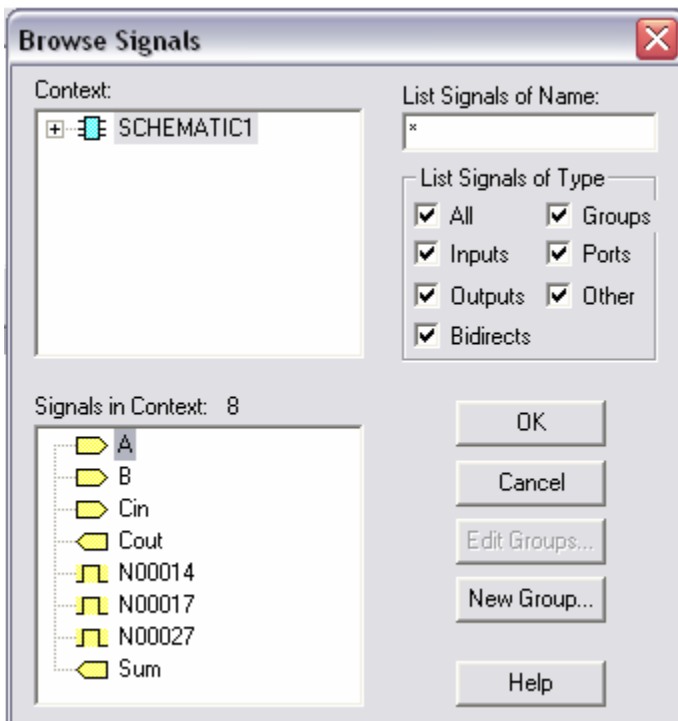 Browse Signals
Context:
SCHEMATIC1
List Signals of Name:
*
List Signals of Type
All
Groups
Inputs
Ports
Outputs
Other
Bidirects
Signals in Context: 8
A
B
Cin
Cout
N00014
N00017
N00027
Sum
OK
Cancel
Edit Groups...
New Group...
Help